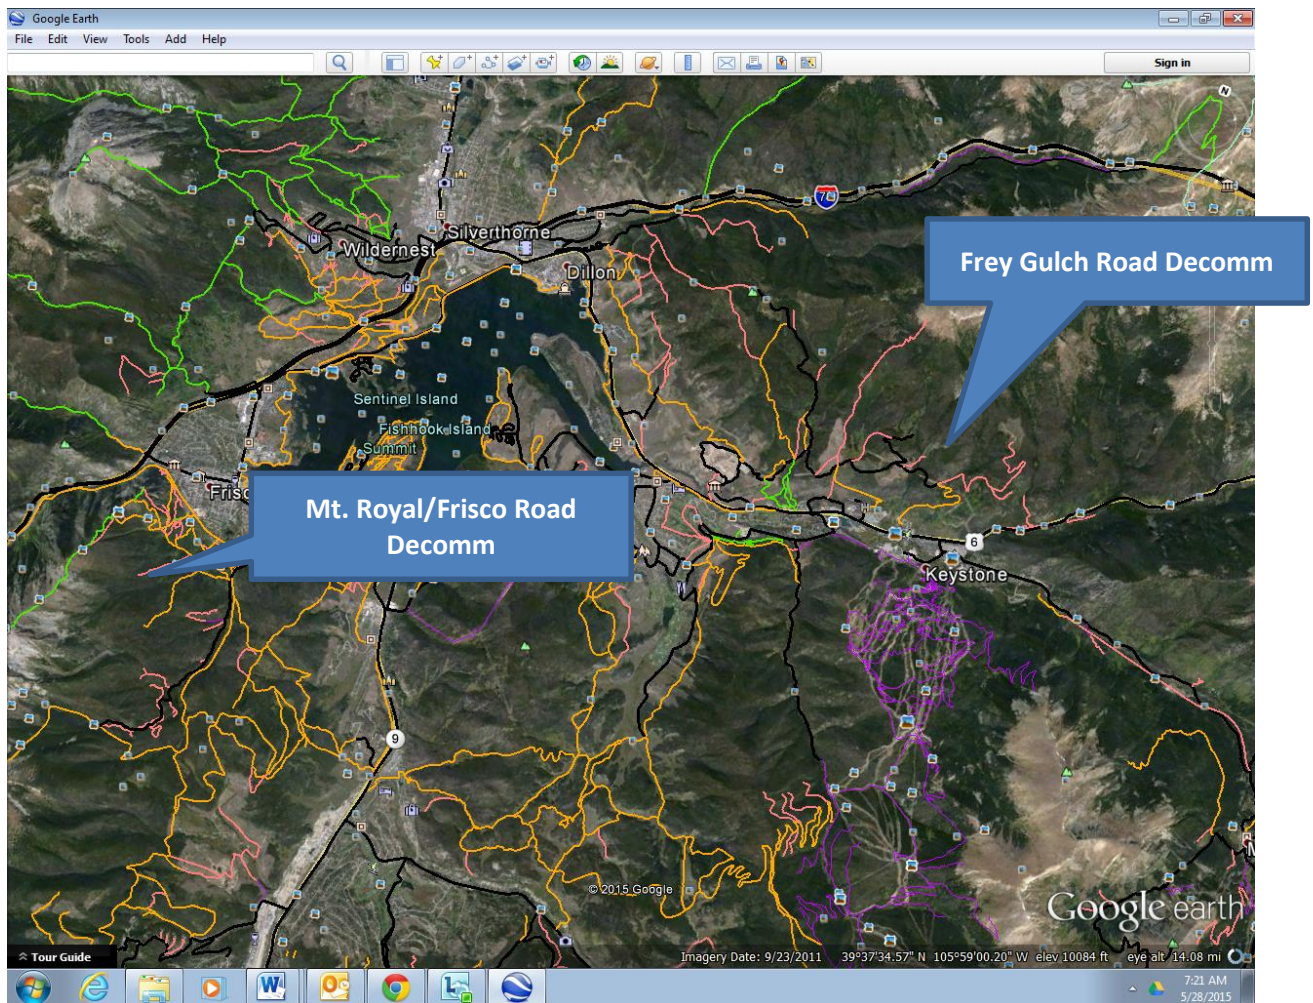 Google Earth
File Edit View Tools Add Help
Sign in
N
70
Silverthorne
Wildernest
Dillon
Frey Gulch Road Decomm
Sentinel Island
Fishhook Island
Summit
Mt. Royal/Frisco Road
Decomm
6
Keystone
9
© 2015 Google
Google earth
Tour Guide
Imagery Date: 9/23/2011 39°37'34.57" N 105°59'00.20" W elev 10084 ft eye alt 14.08 mi
7:21 AM
5/28/2015